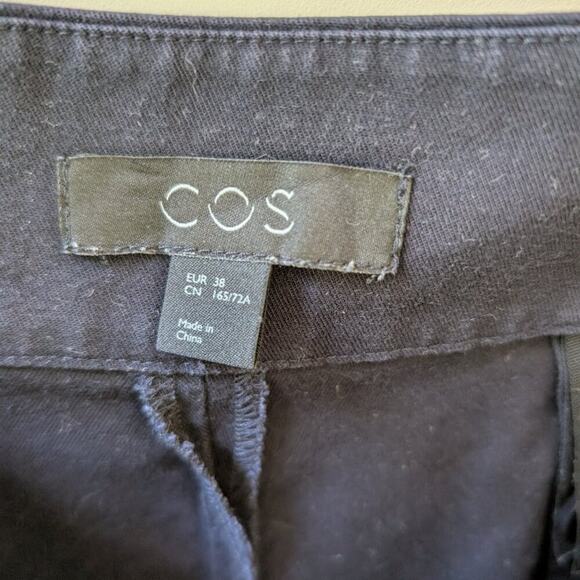 COS
EUR 38
CN 165/72A
Made in
China